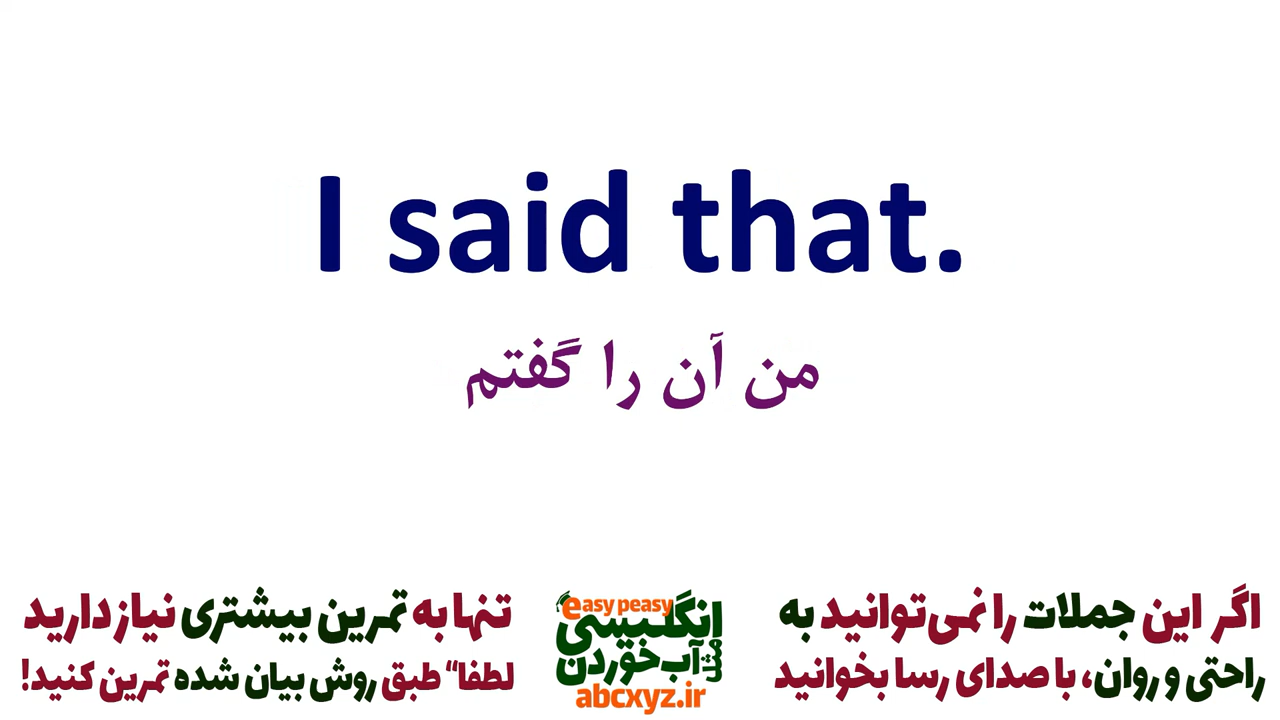 I said that.
من آن را گفتم
اگر این جملات را نمی‌توانید به
راحتی و روان، با صدای رسا بخوانید
easy peasy
انگلیسی
مثل آب خوردن
abcxyz.ir
تنها به تمرین بیشتری نیاز دارید
لطفا“ طبق روش بیان شده تمرین کنید!